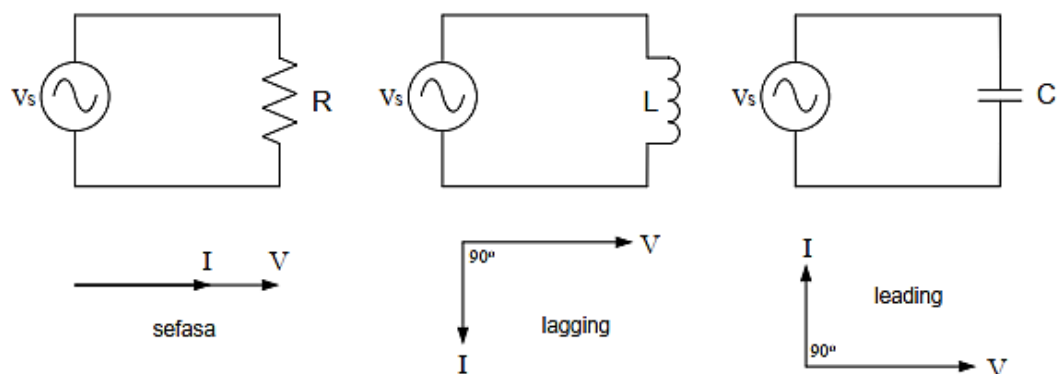 Vs R
Vs L
Vs C
I V
sefasa
90º V
lagging
I
I
leading
90º V